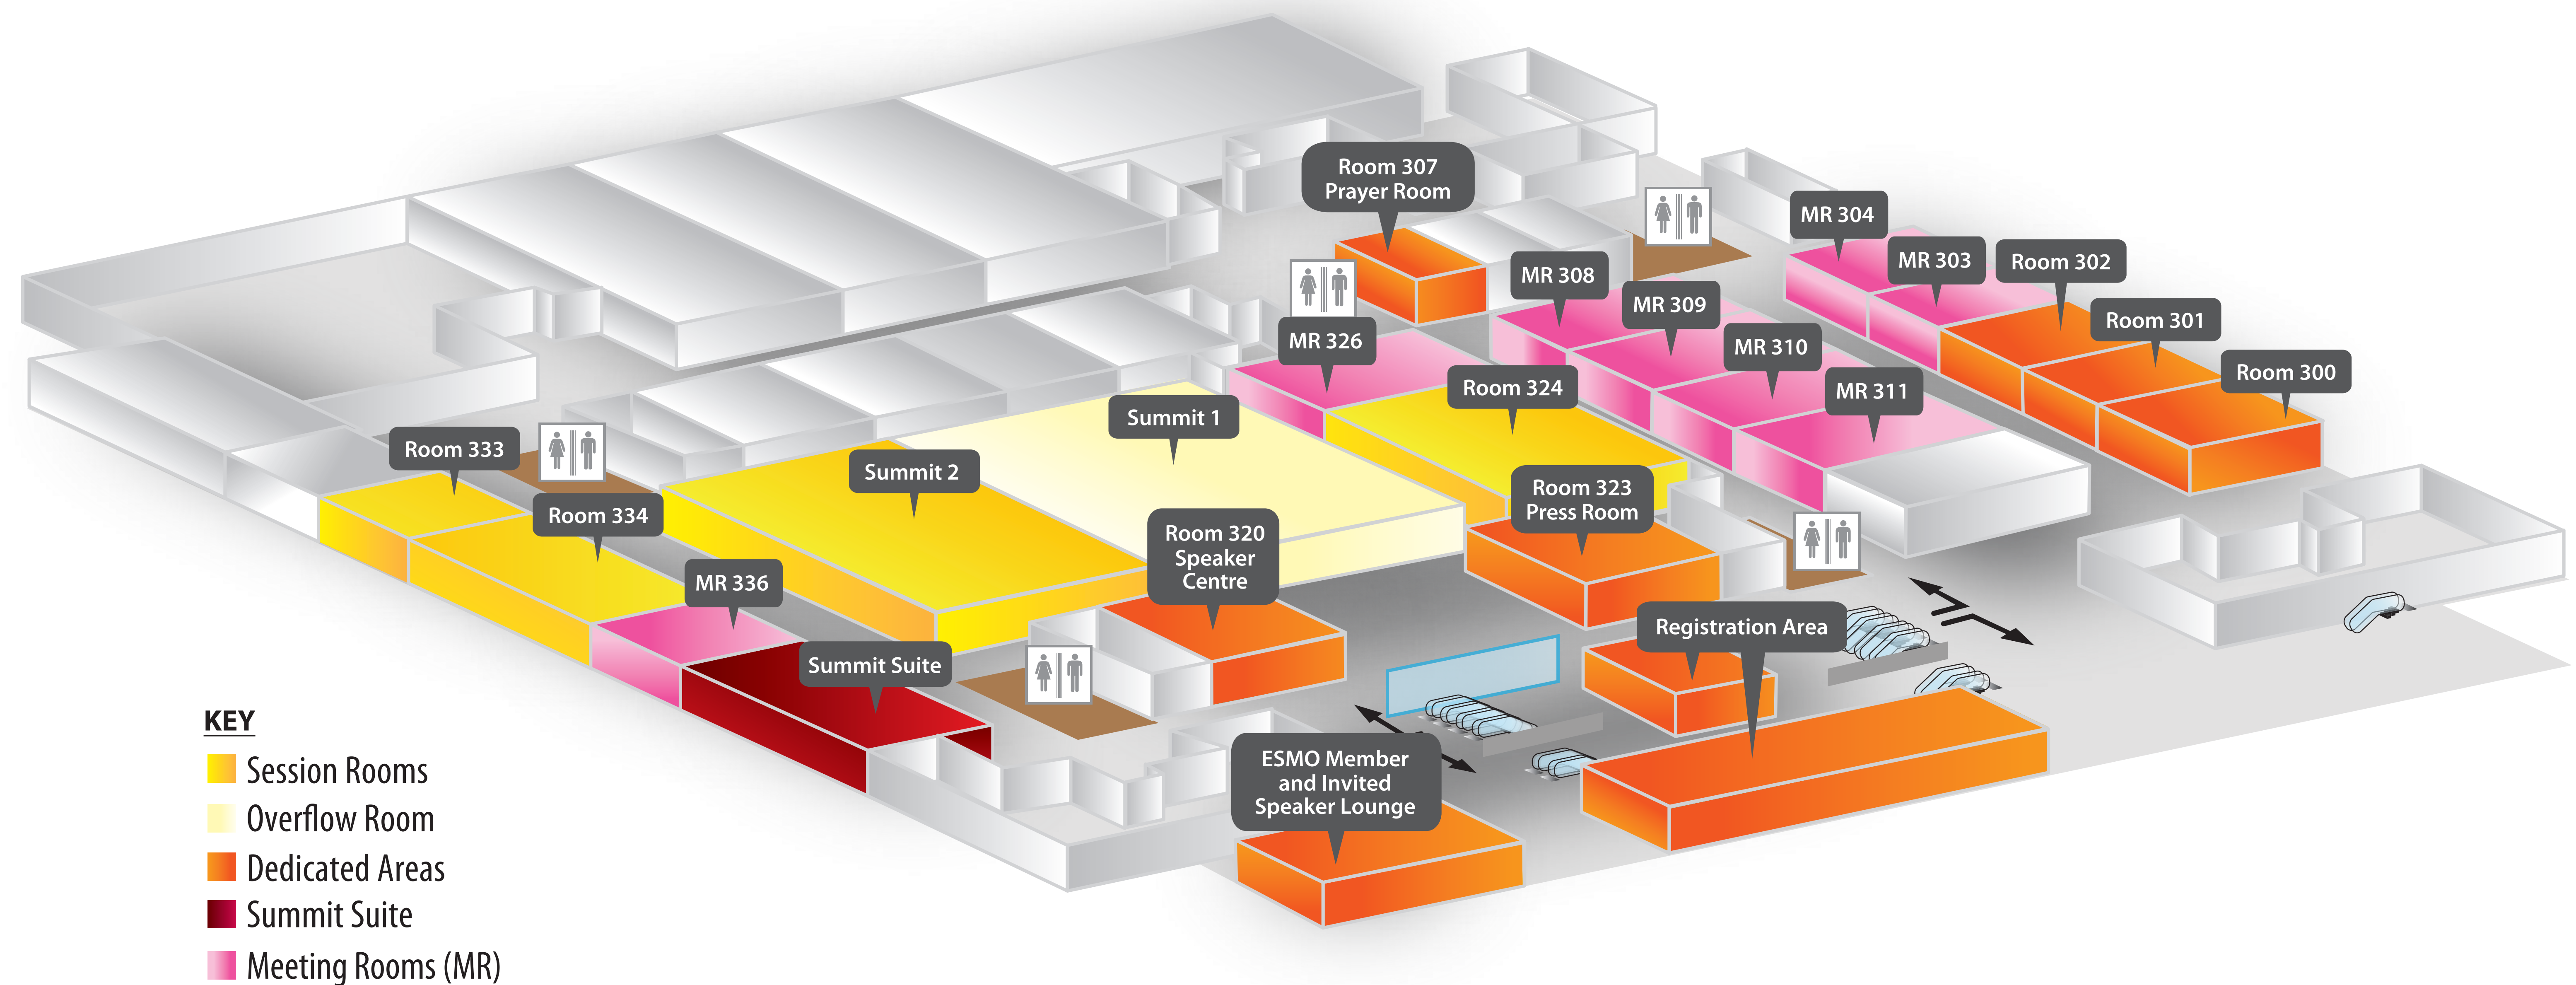 Room 307
Prayer Room
MR 304
MR 303
Room 302
MR 308
MR 309
Room 301
MR 326
MR 310
Room 300
Room 324
MR 311
Summit 1
Room 333
Summit 2
Room 323
Press Room
Room 334
Room 320
Speaker
Centre
MR 336
Registration Area
Summit Suite
ESMO Member
and Invited
Speaker Lounge
KEY
Session Rooms
Overflow Room
Dedicated Areas
Summit Suite
Meeting Rooms (MR)